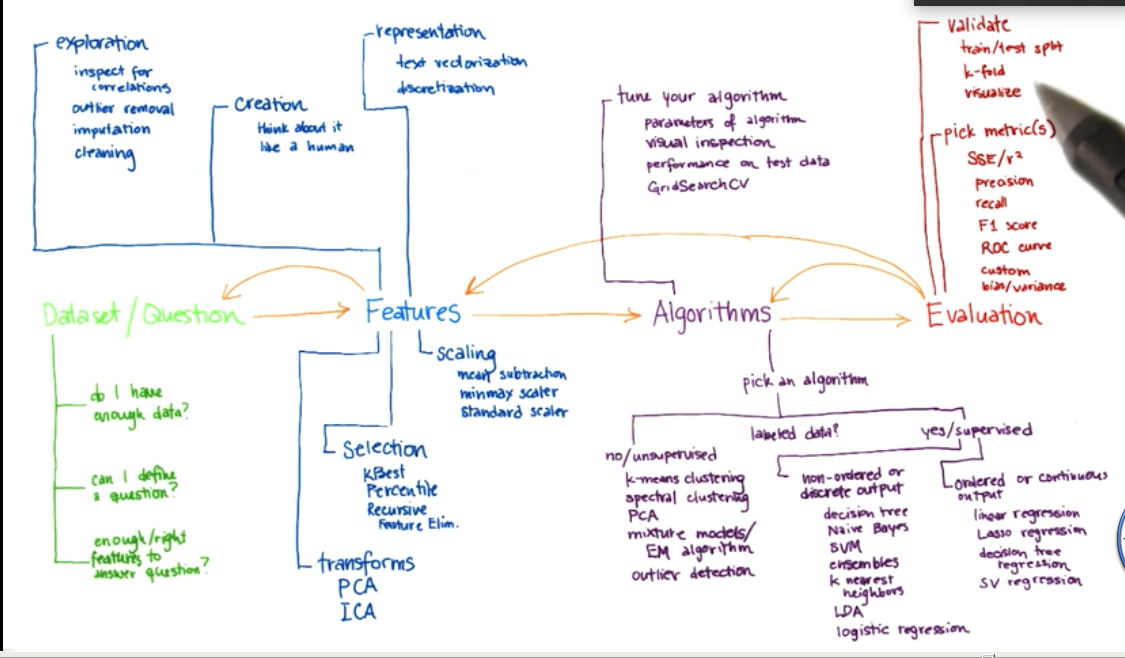 exploration
inspect for
correlations
outlier removal
imputation
cleaning
creation
think about it
like a human
representation
text vectorization
discretization
tune your algorithm
parameters of algorithm
visual inspection
performance on test data
GridSearchCV
validate
train/test split
k-fold
visualize
pick metric(s)
SSE/r²
precision
recall
F1 score
ROC curve
custom
bias/variance
Dataset/Question
Features
Algorithms
Evaluation
do I have
enough data?
can I define
a question?
enough/right
features to
answer question?
scaling
mean subtraction
minmax scaler
standard scaler
Selection
KBest
Percentile
Recursive
Feature Elim.
transforms
PCA
ICA
pick an algorithm
labeled data?
no/unsupervised
k-means clustering
spectral clustering
PCA
mixture models/
EM algorithm
outlier detection
yes/supervised
non-ordered or
discrete output
decision tree
Naive Bayes
SVM
ensembles
k nearest
neighbors
LDA
logistic regression
ordered or continuous
output
linear regression
Lasso regression
decision tree
regression
SV regression